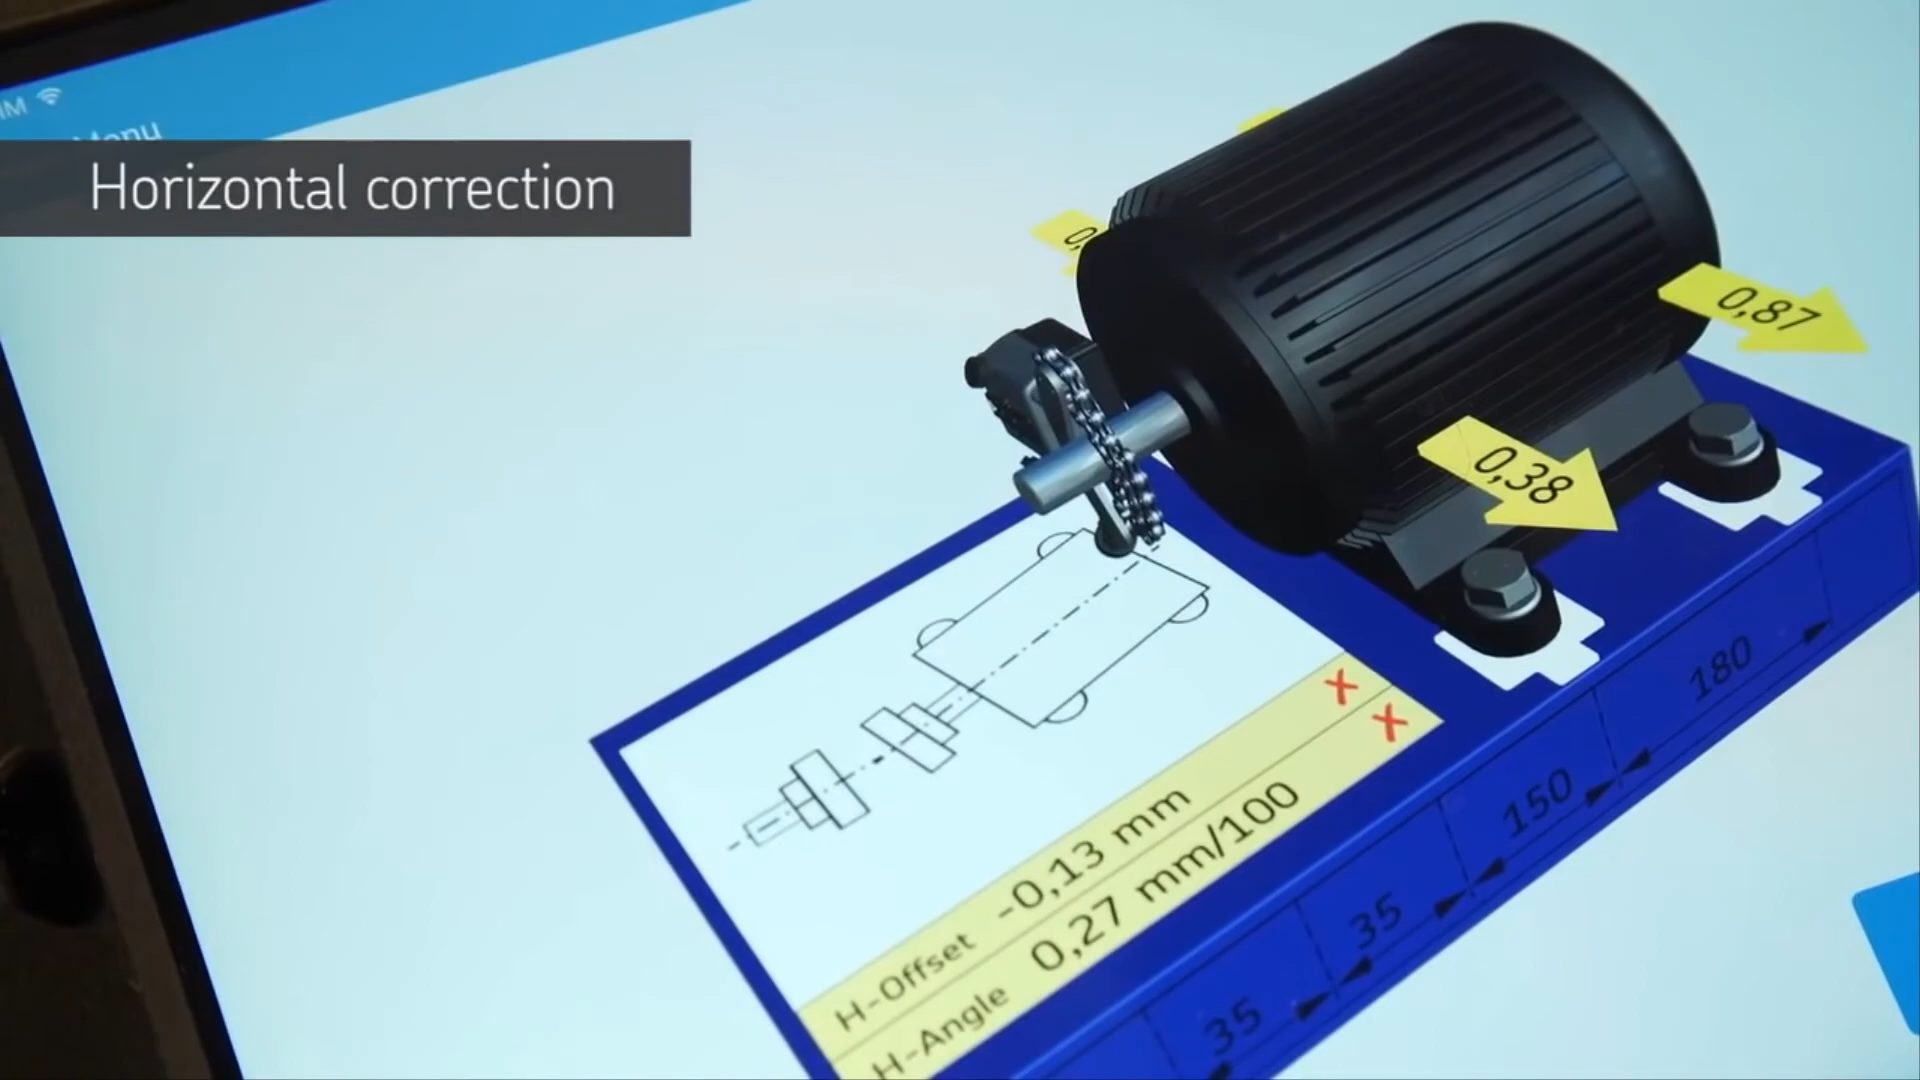 Menu
Horizontal correction
0,87
0,38
H-Offset -0,13 mm
H-Angle 0,27 mm/100
35
35
150
180